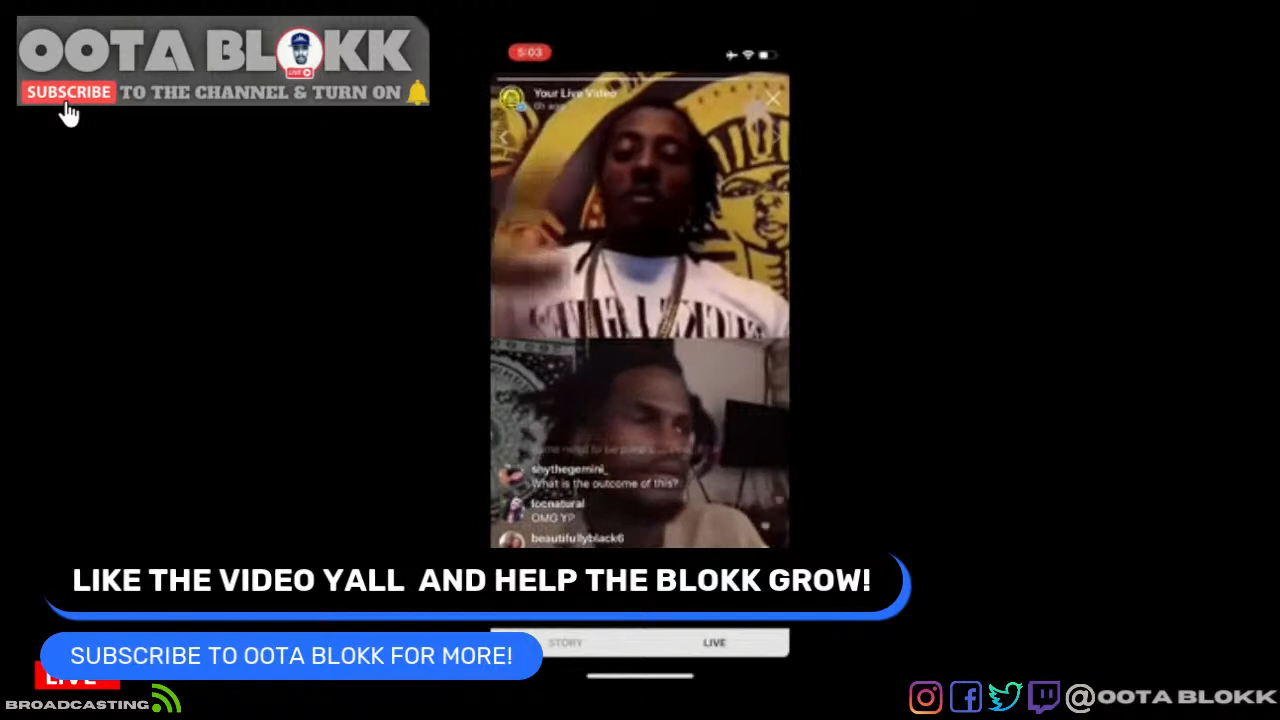 OOTA BLOKK
LIVE
SUBSCRIBE TO THE CHANNEL & TURN ON
5:03
Your Live Video
shythegemini_
What is the outcome of this?
locnatural
OMG YP
beautifullyblack6
LIKE THE VIDEO YALL AND HELP THE BLOKK GROW!
STORY LIVE
SUBSCRIBE TO OOTA BLOKK FOR MORE!
LIVE
BROADCASTING
@OOTA BLOKK